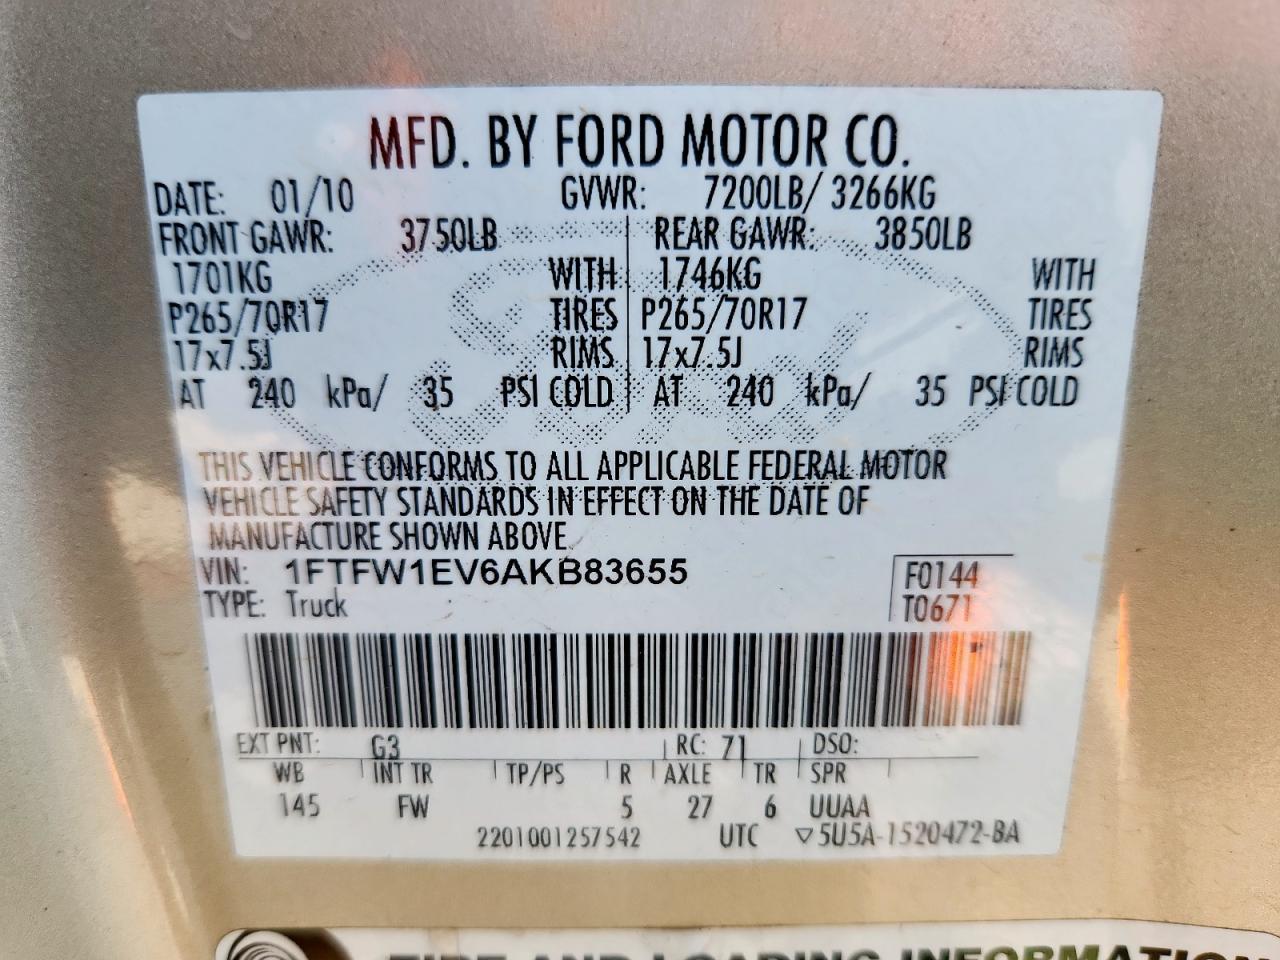 MFD. BY FORD MOTOR CO.
DATE: 01/10 GVWR: 7200LB/ 3266KG
FRONT GAWR: 3750LB REAR GAWR: 3850LB
1701KG WITH 1746KG WITH
P265/70R17 TIRES P265/70R17 TIRES
17x7.5J RIMS 17x7.5J RIMS
AT 240 kPa/ 35 PSI COLD AT 240 kPa/ 35 PSI COLD
THIS VEHICLE CONFORMS TO ALL APPLICABLE FEDERAL MOTOR
VEHICLE SAFETY STANDARDS IN EFFECT ON THE DATE OF
MANUFACTURE SHOWN ABOVE
VIN: 1FTFW1EV6AKB83655 F0144
TYPE: Truck T0671
EXT PNT: G3 RC: 71 DSO:
WB INT TR TP/PS R AXLE TR SPR
145 FW 5 27 6 UUAA
2201001257542 UTC ▽5U5A-1520472-BA
TIRE AND LOADING INFORMATION